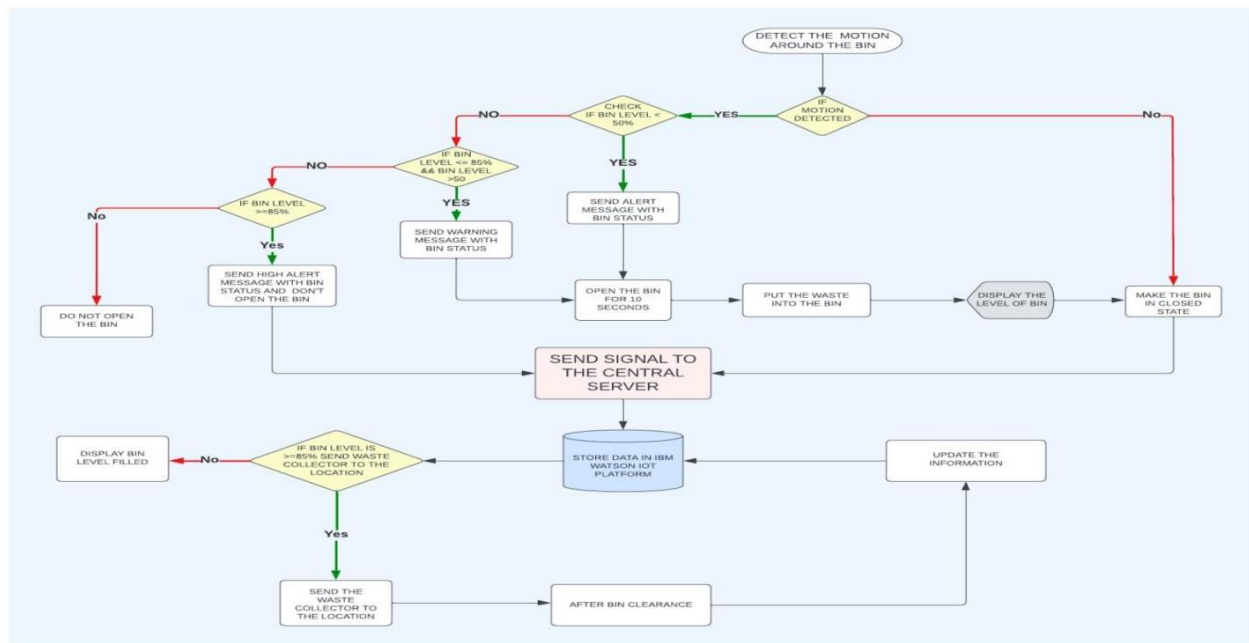 DETECT THE MOTION
AROUND THE BIN
IF
MOTION
DETECTED
YES
No
CHECK
IF BIN LEVEL <
50%
NO
YES
IF BIN
LEVEL <= 85%
&& BIN LEVEL
>50
NO
YES
IF BIN LEVEL
>=85%
No
Yes
SEND ALERT
MESSAGE WITH
BIN STATUS
SEND WARNING
MESSAGE WITH
BIN STATUS
SEND HIGH ALERT
MESSAGE WITH BIN
STATUS AND DON'T
OPEN THE BIN
DO NOT OPEN
THE BIN
OPEN THE BIN
FOR 10
SECONDS
PUT THE WASTE
INTO THE BIN
DISPLAY THE
LEVEL OF BIN
MAKE THE BIN
IN CLOSED
STATE
SEND SIGNAL TO
THE CENTRAL
SERVER
STORE DATA IN IBM
WATSON IOT
PLATFORM
IF BIN LEVEL IS
>=85% SEND WASTE
COLLECTOR TO THE
LOCATION
No
DISPLAY BIN
LEVEL FILLED
Yes
SEND THE
WASTE
COLLECTOR TO
THE LOCATION
AFTER BIN CLEARANCE
UPDATE THE
INFORMATION